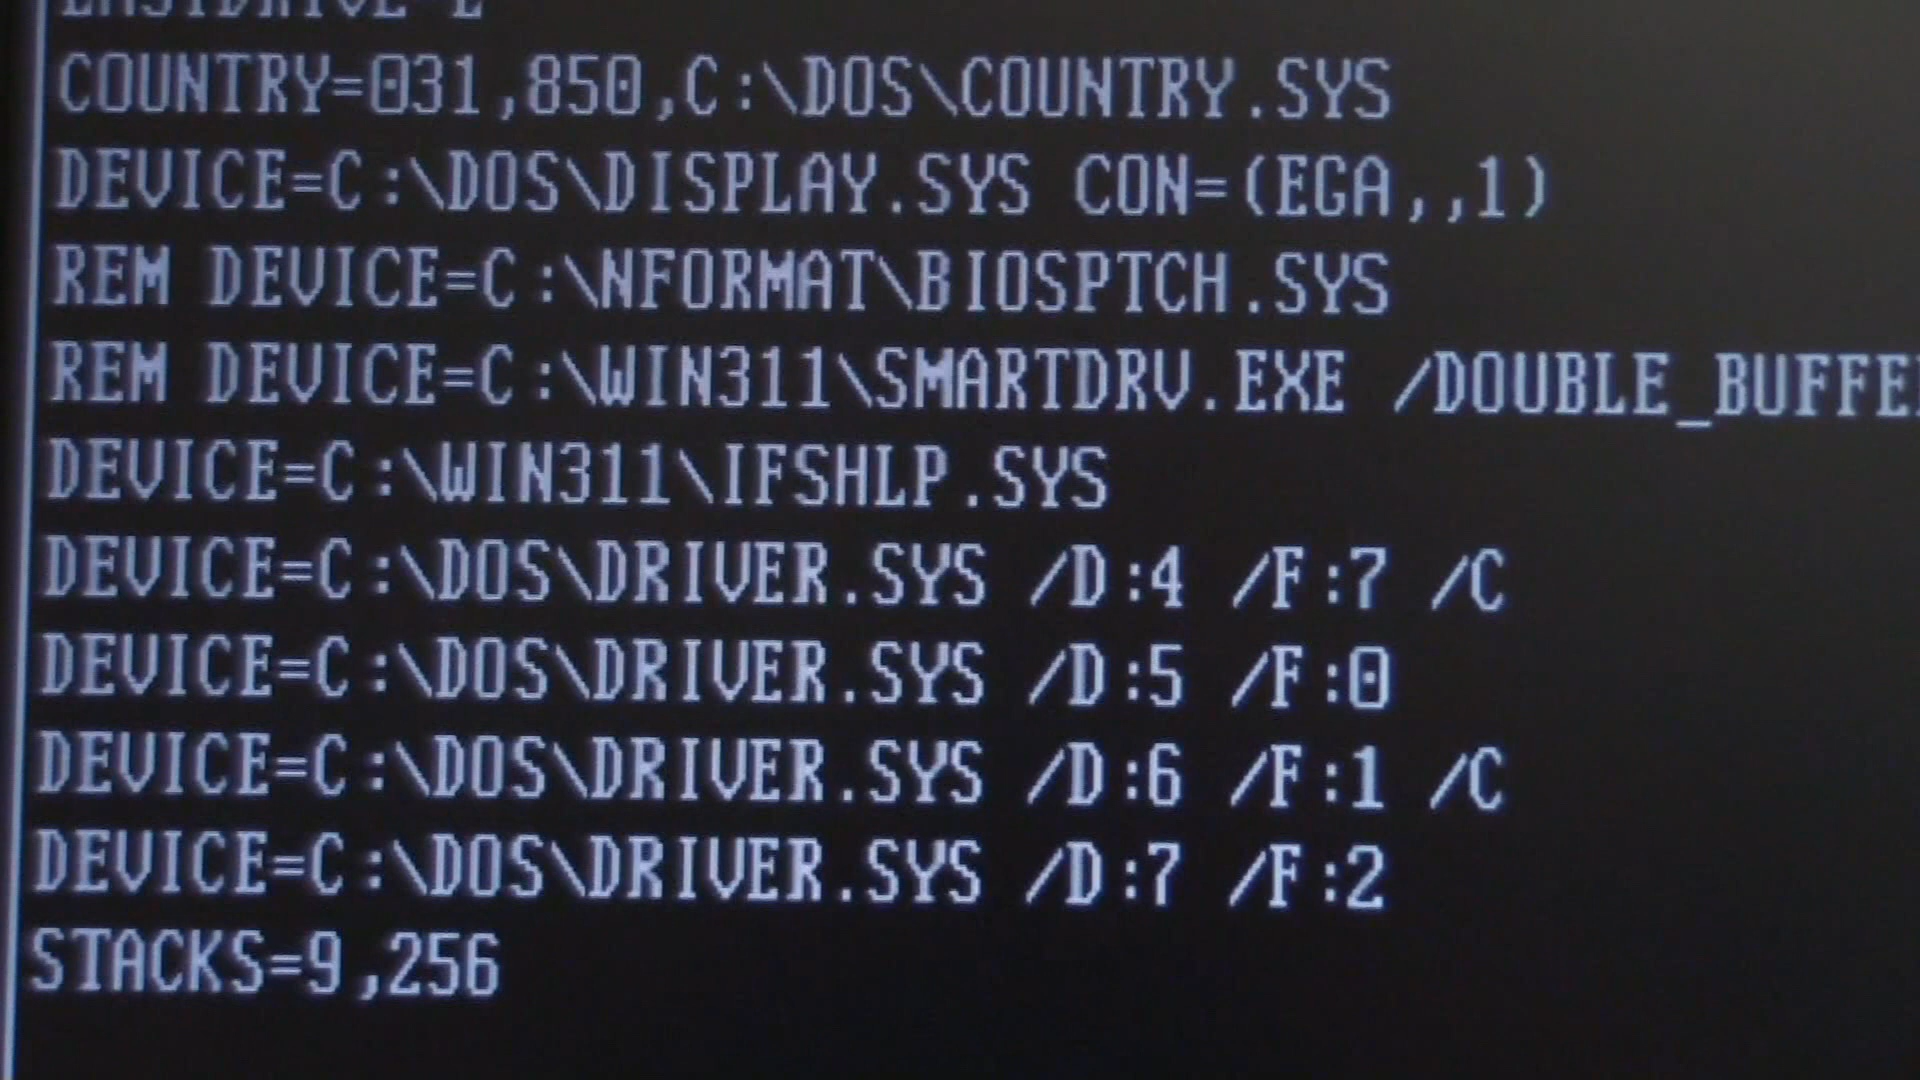 LASTDRIVE=L
COUNTRY=031,850,C:\DOS\COUNTRY.SYS
DEVICE=C:\DOS\DISPLAY.SYS CON=(EGA,,1)
REM DEVICE=C:\NFORMAT\BIOSPTCH.SYS
REM DEVICE=C:\WIN311\SMARTDRV.EXE /DOUBLE_BUFFE
DEVICE=C:\WIN311\IFSHLP.SYS
DEVICE=C:\DOS\DRIVER.SYS /D:4 /F:7 /C
DEVICE=C:\DOS\DRIVER.SYS /D:5 /F:0
DEVICE=C:\DOS\DRIVER.SYS /D:6 /F:1 /C
DEVICE=C:\DOS\DRIVER.SYS /D:7 /F:2
STACKS=9,256